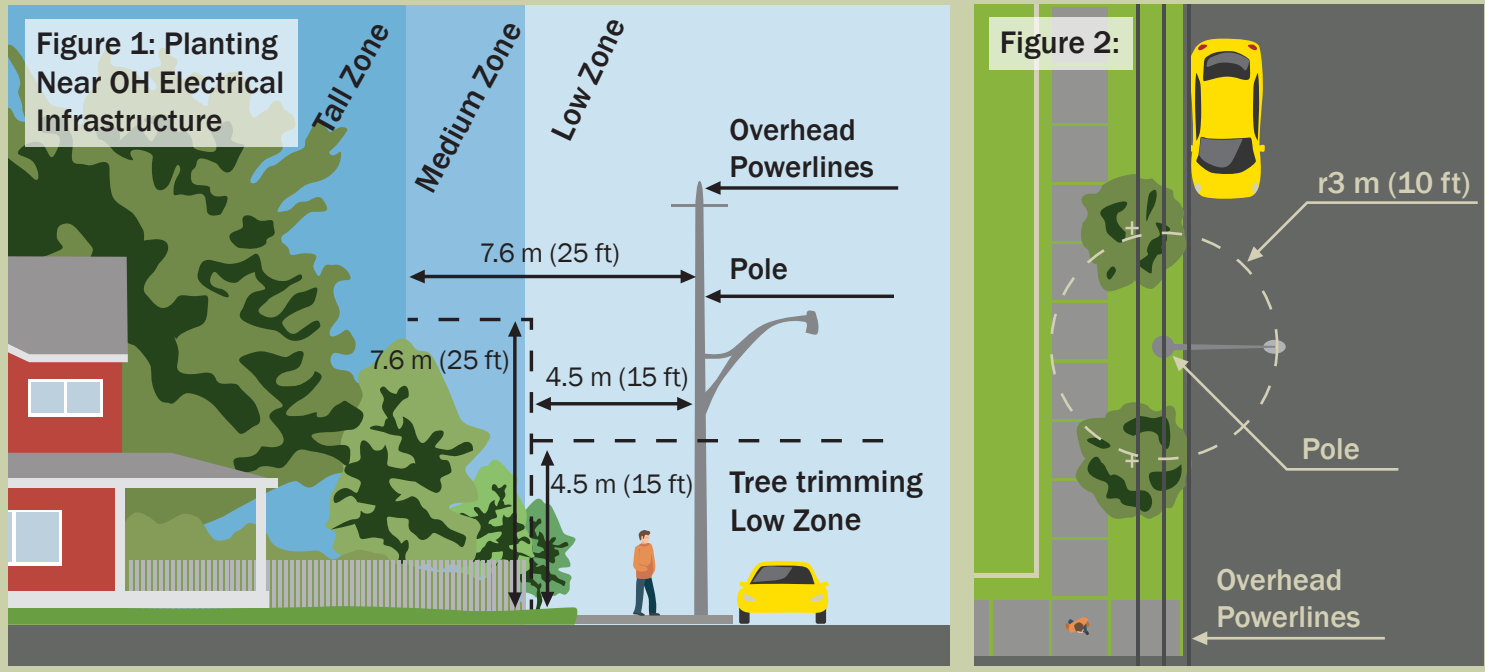 Figure 1: Planting
Near OH Electrical
Infrastructure
Tall Zone
Medium Zone
Low Zone
Overhead
Powerlines
7.6 m (25 ft)
Pole
7.6 m (25 ft)
4.5 m (15 ft)
4.5 m (15 ft)
Tree trimming
Low Zone
Figure 2:
r3 m (10 ft)
Pole
Overhead
Powerlines